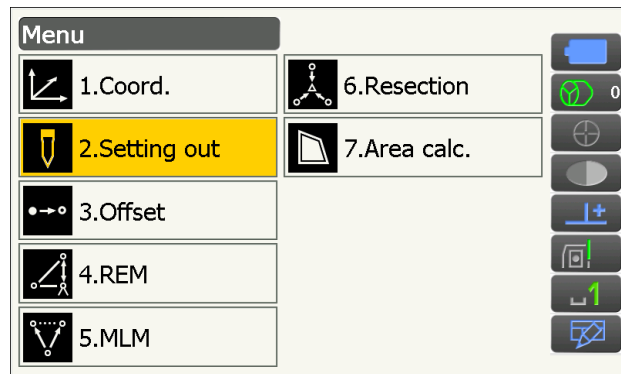 Menu
1.Coord.
2.Setting out
3.Offset
4.REM
5.MLM
6.Resection
7.Area calc.
0
1